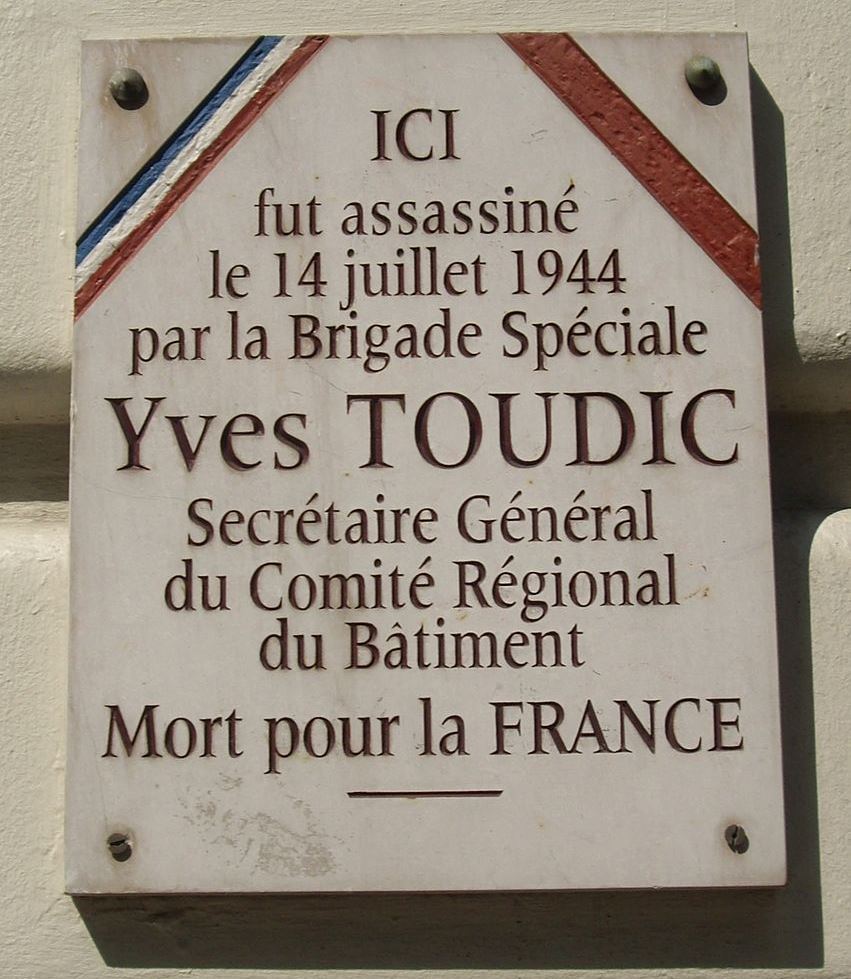 ICI
fut assassiné
le 14 juillet 1944
par la Brigade Spéciale
Yves TOUDIC
Secrétaire Général
du Comité Régional
du Bâtiment
Mort pour la FRANCE